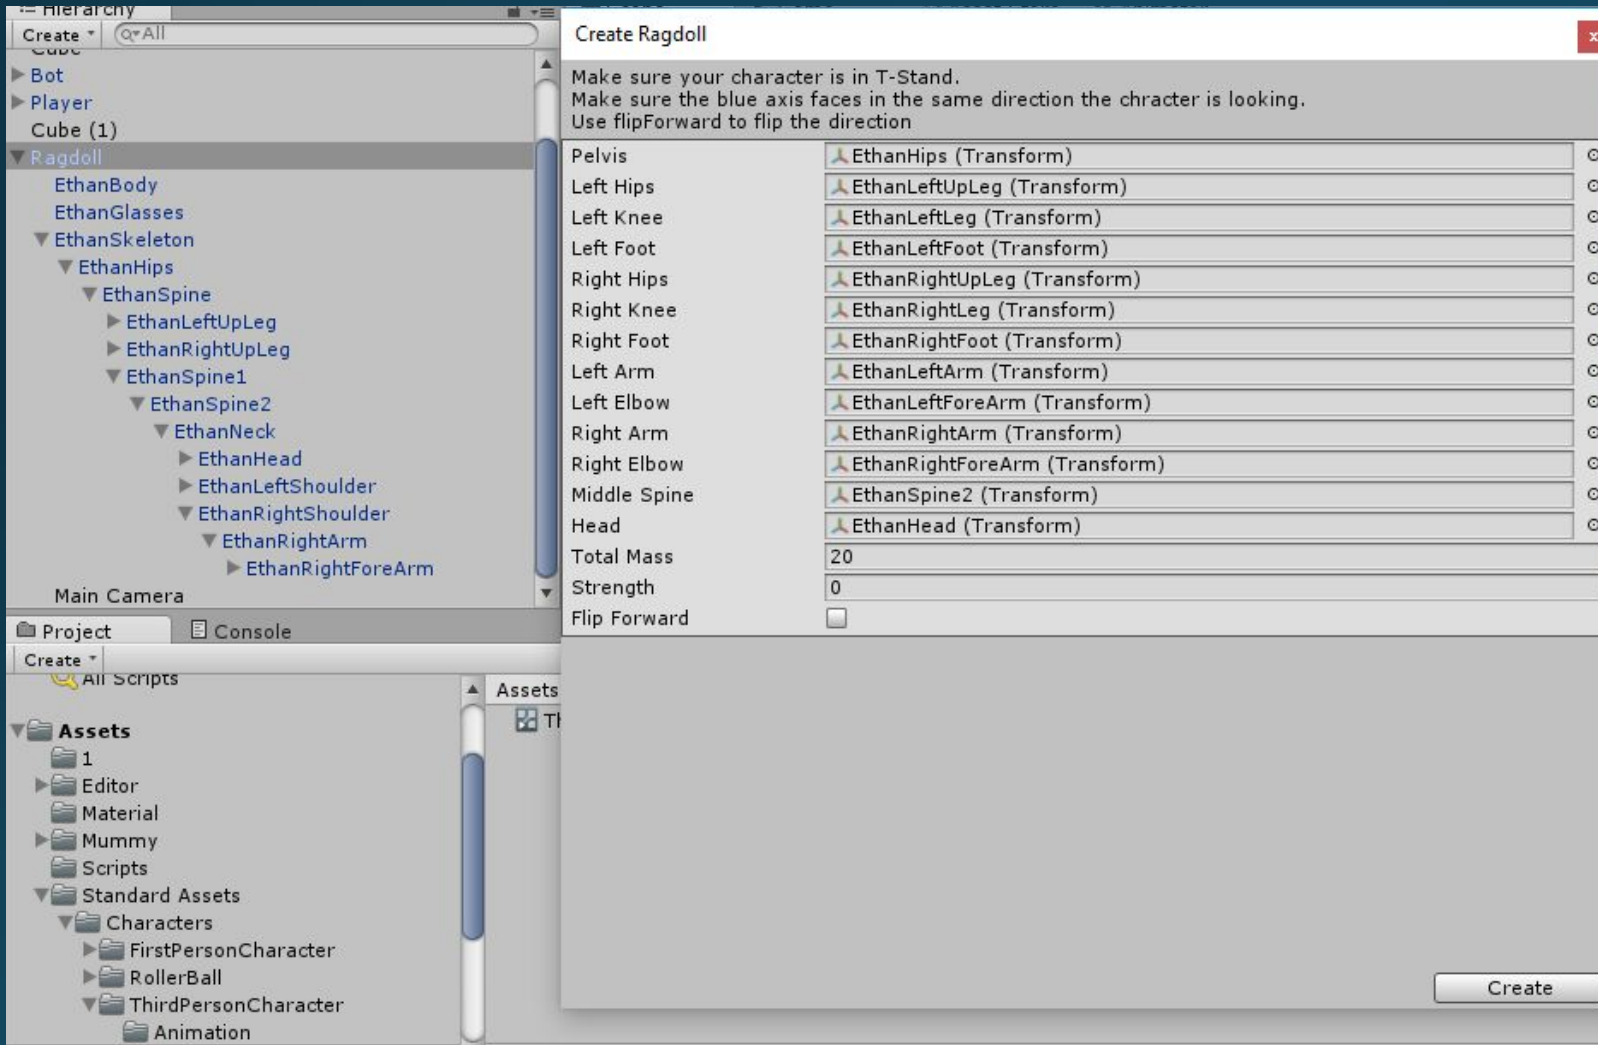 Hierarchy
Create
All
Cube
Bot
Player
Cube (1)
Ragdoll
EthanBody
EthanGlasses
EthanSkeleton
EthanHips
EthanSpine
EthanLeftUpLeg
EthanRightUpLeg
EthanSpine1
EthanSpine2
EthanNeck
EthanHead
EthanLeftShoulder
EthanRightShoulder
EthanRightArm
EthanRightForeArm
Main Camera
Project Console
Create
All Scripts
Assets
1
Editor
Material
Mummy
Scripts
Standard Assets
Characters
FirstPersonCharacter
RollerBall
ThirdPersonCharacter
Animation
Assets
Create Ragdoll
x
Make sure your character is in T-Stand.
Make sure the blue axis faces in the same direction the chracter is looking.
Use flipForward to flip the direction
Pelvis EthanHips (Transform)
Left Hips EthanLeftUpLeg (Transform)
Left Knee EthanLeftLeg (Transform)
Left Foot EthanLeftFoot (Transform)
Right Hips EthanRightUpLeg (Transform)
Right Knee EthanRightLeg (Transform)
Right Foot EthanRightFoot (Transform)
Left Arm EthanLeftArm (Transform)
Left Elbow EthanLeftForeArm (Transform)
Right Arm EthanRightArm (Transform)
Right Elbow EthanRightForeArm (Transform)
Middle Spine EthanSpine2 (Transform)
Head EthanHead (Transform)
Total Mass 20
Strength 0
Flip Forward
Create